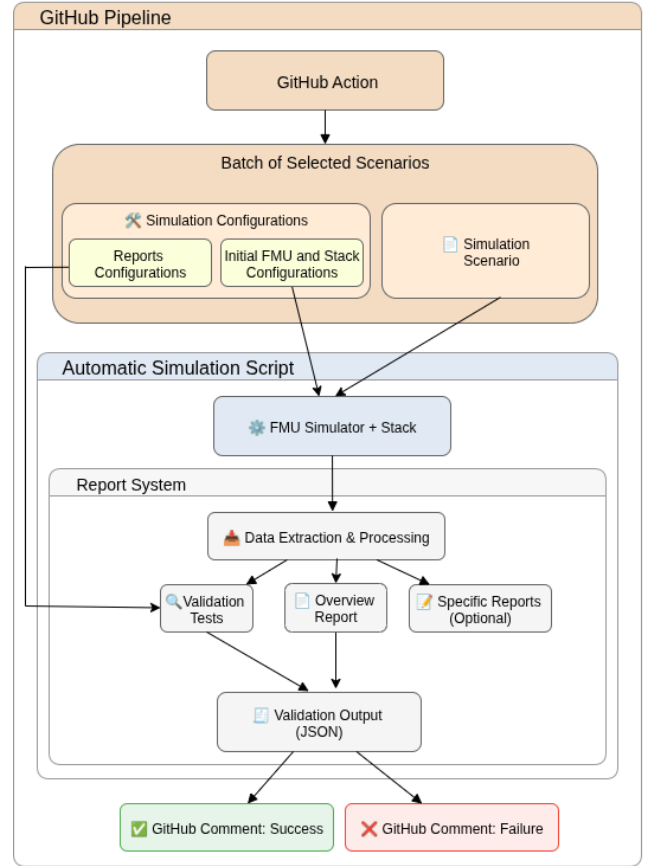 GitHub Pipeline
GitHub Action
Batch of Selected Scenarios
🛠️ Simulation Configurations
Reports
Configurations
Initial FMU and Stack
Configurations
📄 Simulation
Scenario
Automatic Simulation Script
⚙️ FMU Simulator + Stack
Report System
📥 Data Extraction & Processing
🔍Validation
Tests
📄 Overview
Report
📝 Specific Reports
(Optional)
🧾 Validation Output
(JSON)
✅ GitHub Comment: Success
❌ GitHub Comment: Failure